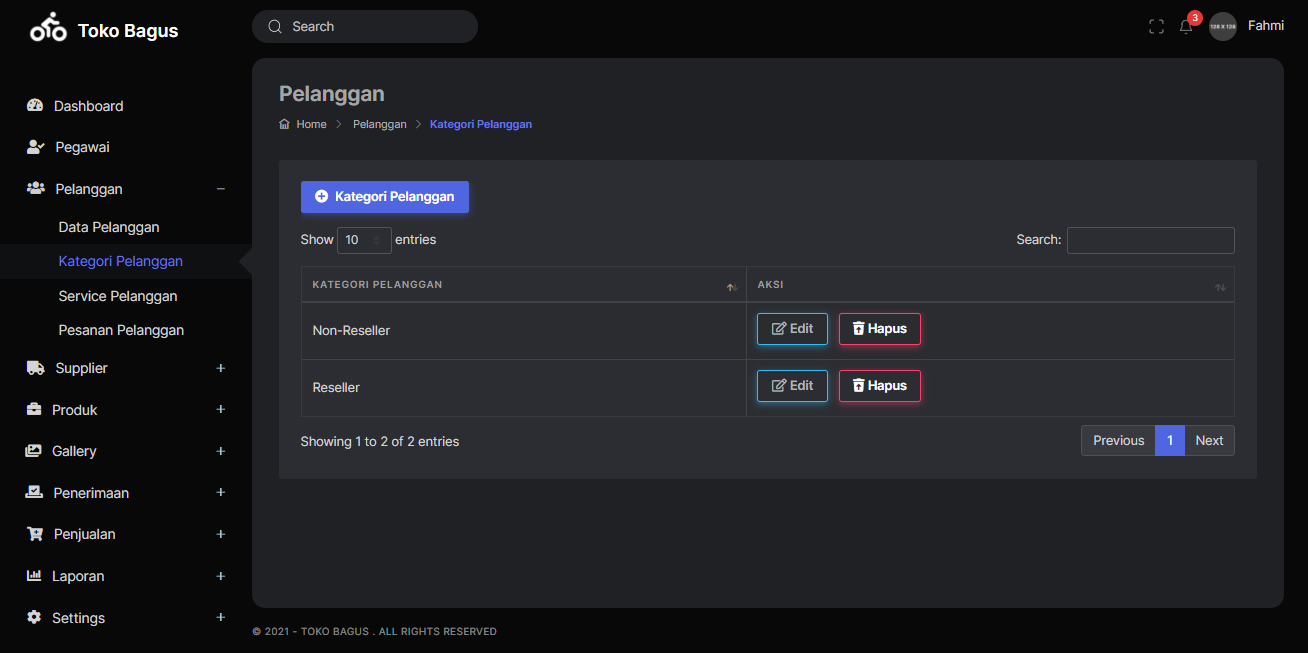 Toko Bagus
Search
3
128 X 128
Fahmi
Dashboard
Pegawai
Pelanggan −
Data Pelanggan
Kategori Pelanggan
Service Pelanggan
Pesanan Pelanggan
Supplier +
Produk +
Gallery +
Penerimaan +
Penjualan +
Laporan +
Settings +
Pelanggan
Home > Pelanggan > Kategori Pelanggan
Kategori Pelanggan
Show 10 entries
Search:
KATEGORI PELANGGAN AKSI
Non-Reseller Edit Hapus
Reseller Edit Hapus
Showing 1 to 2 of 2 entries
Previous 1 Next
© 2021 - TOKO BAGUS . ALL RIGHTS RESERVED